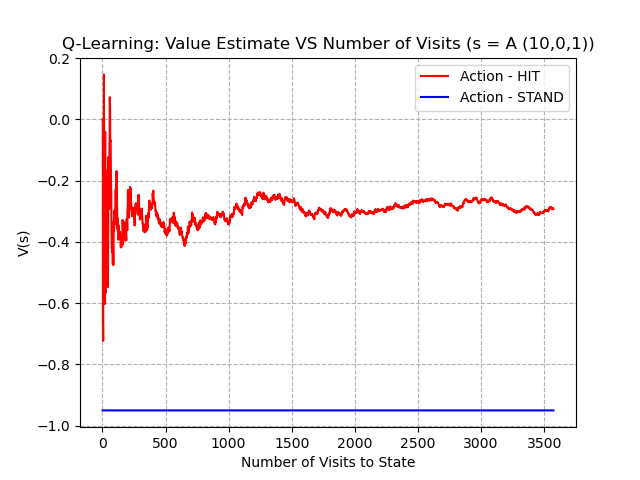 Q-Learning: Value Estimate VS Number of Visits (s = A (10,0,1))
Action - HIT
Action - STAND
V(s)
0.2
0.0
−0.2
−0.4
−0.6
−0.8
−1.0
0 500 1000 1500 2000 2500 3000 3500
Number of Visits to State